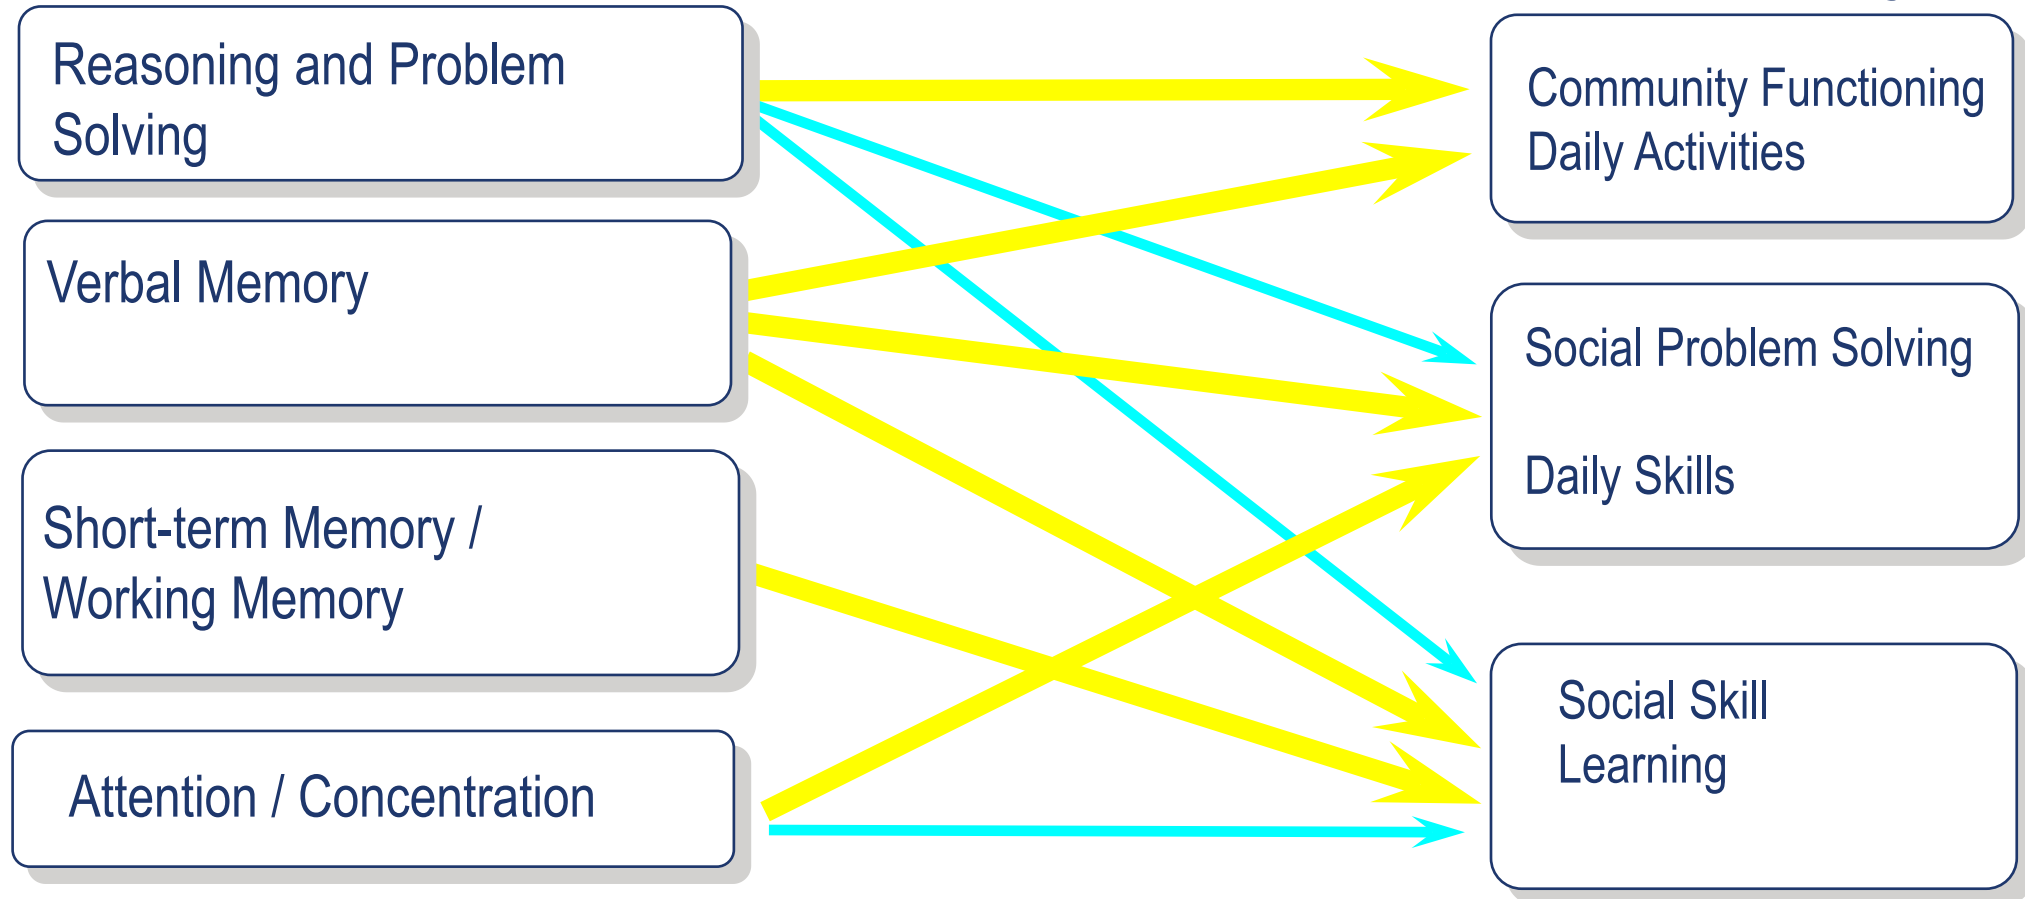 Reasoning and Problem
Solving
Verbal Memory
Short-term Memory /
Working Memory
Attention / Concentration
Community Functioning
Daily Activities
Social Problem Solving
Daily Skills
Social Skill
Learning